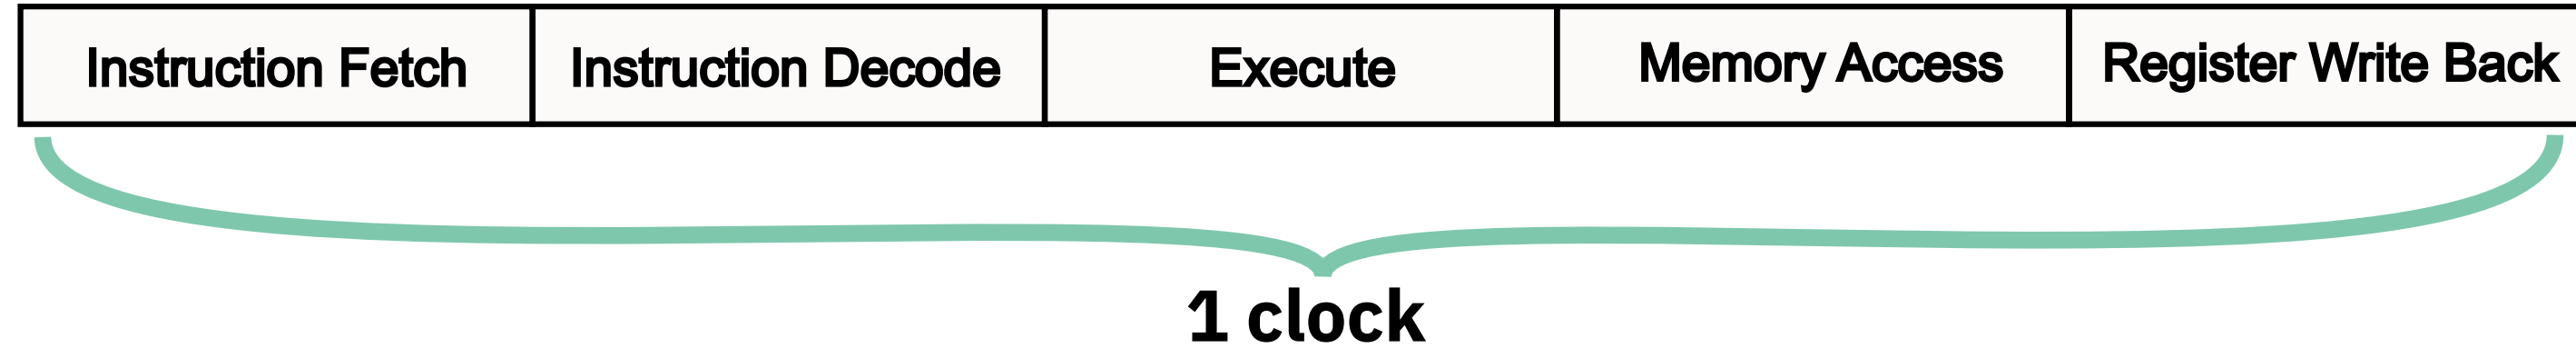 Instruction Fetch Instruction Decode Execute Memory Access Register Write Back
1 clock